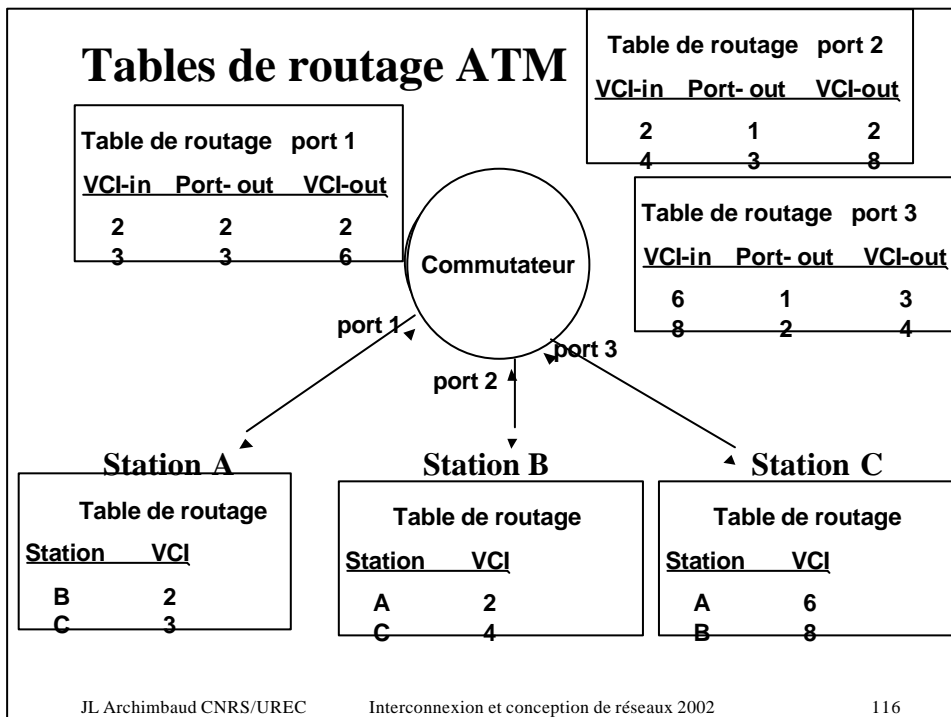 Tables de routage ATM
Table de routage port 2
VCI-in Port- out VCI-out
2 1 2
4 3 8
Table de routage port 1
VCI-in Port- out VCI-out
2 2 2
3 3 6
Table de routage port 3
VCI-in Port- out VCI-out
6 1 3
8 2 4
Commutateur
port 1
port 2
port 3
Station A
Table de routage
Station VCI
B 2
C 3
Station B
Table de routage
Station VCI
A 2
C 4
Station C
Table de routage
Station VCI
A 6
B 8
JL Archimbaud CNRS/UREC Interconnexion et conception de réseaux 2002 116